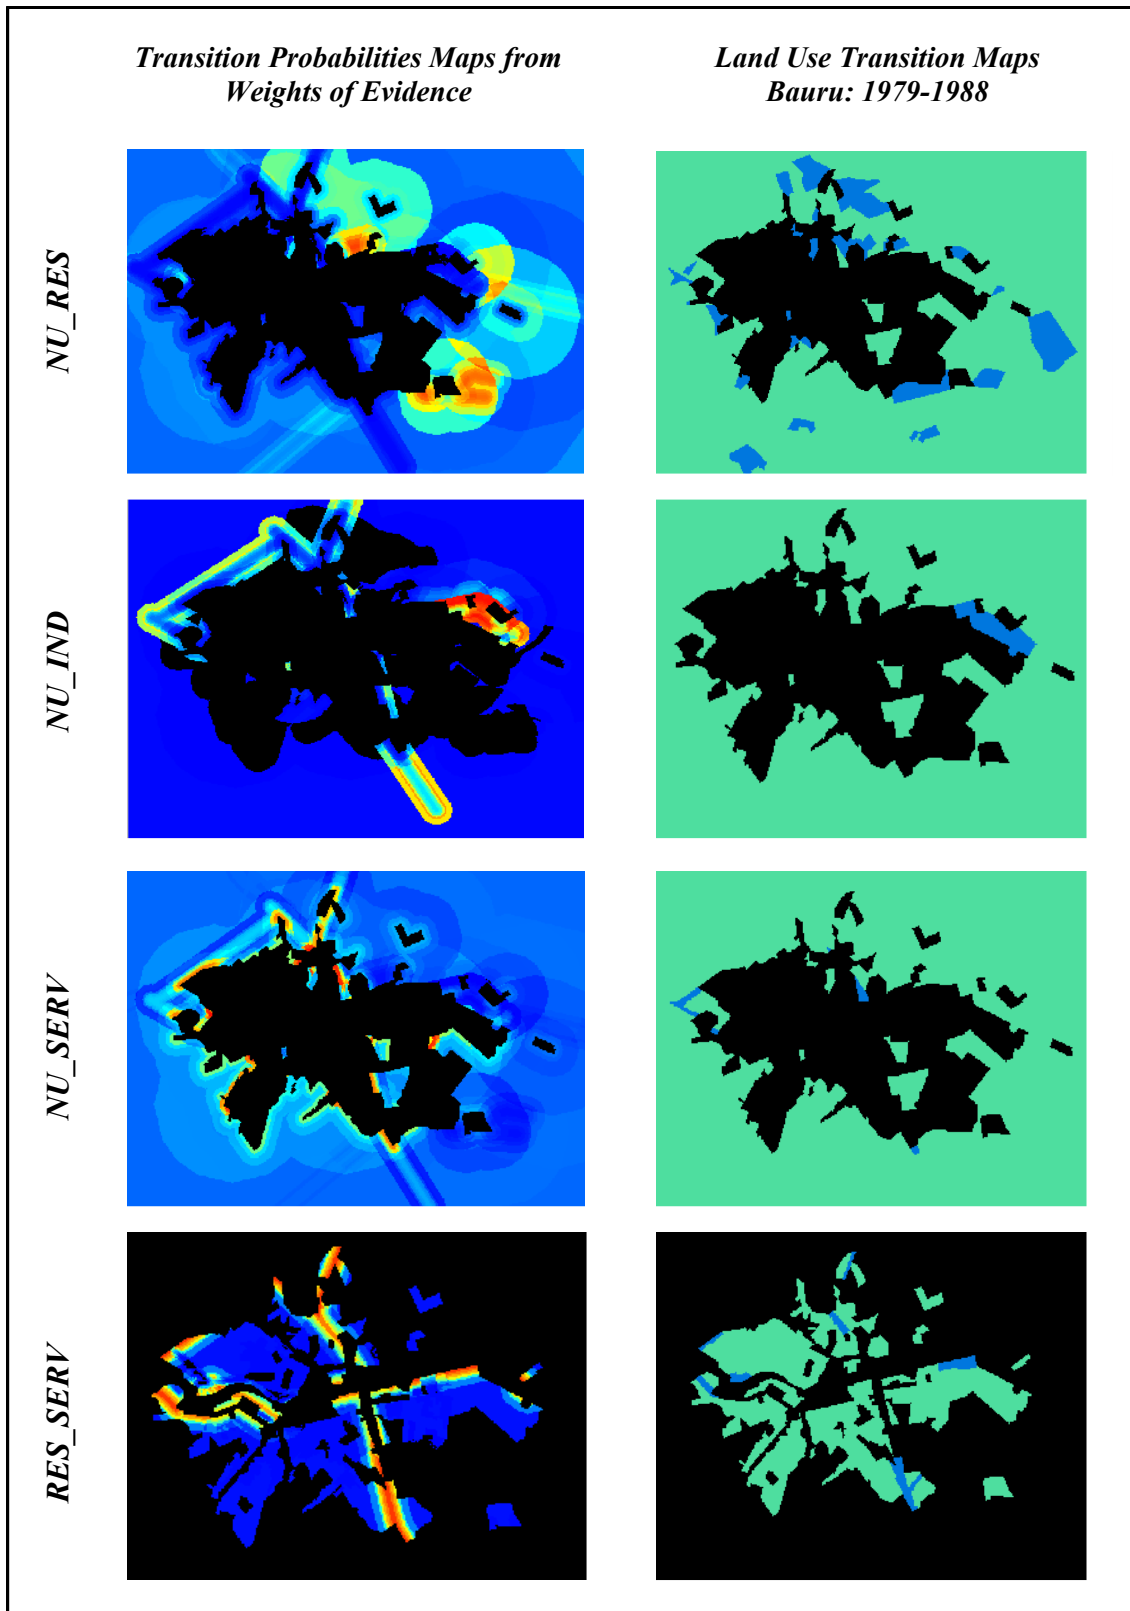 Transition Probabilities Maps from
Weights of Evidence
Land Use Transition Maps
Bauru: 1979-1988
NU_RES
NU_IND
NU_SERV
RES_SERV